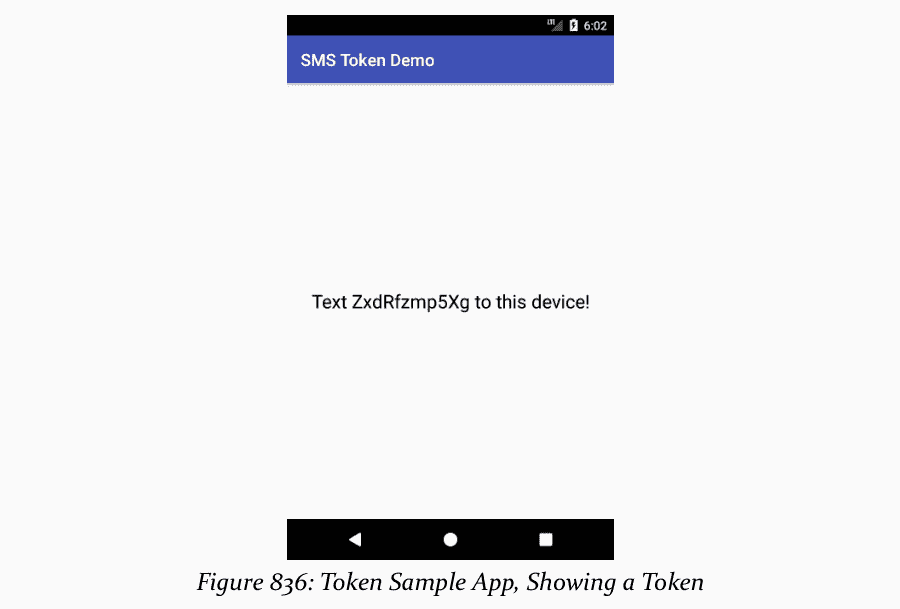 6:02
SMS Token Demo
Text ZxdRfzmp5Xg to this device!
Figure 836: Token Sample App, Showing a Token